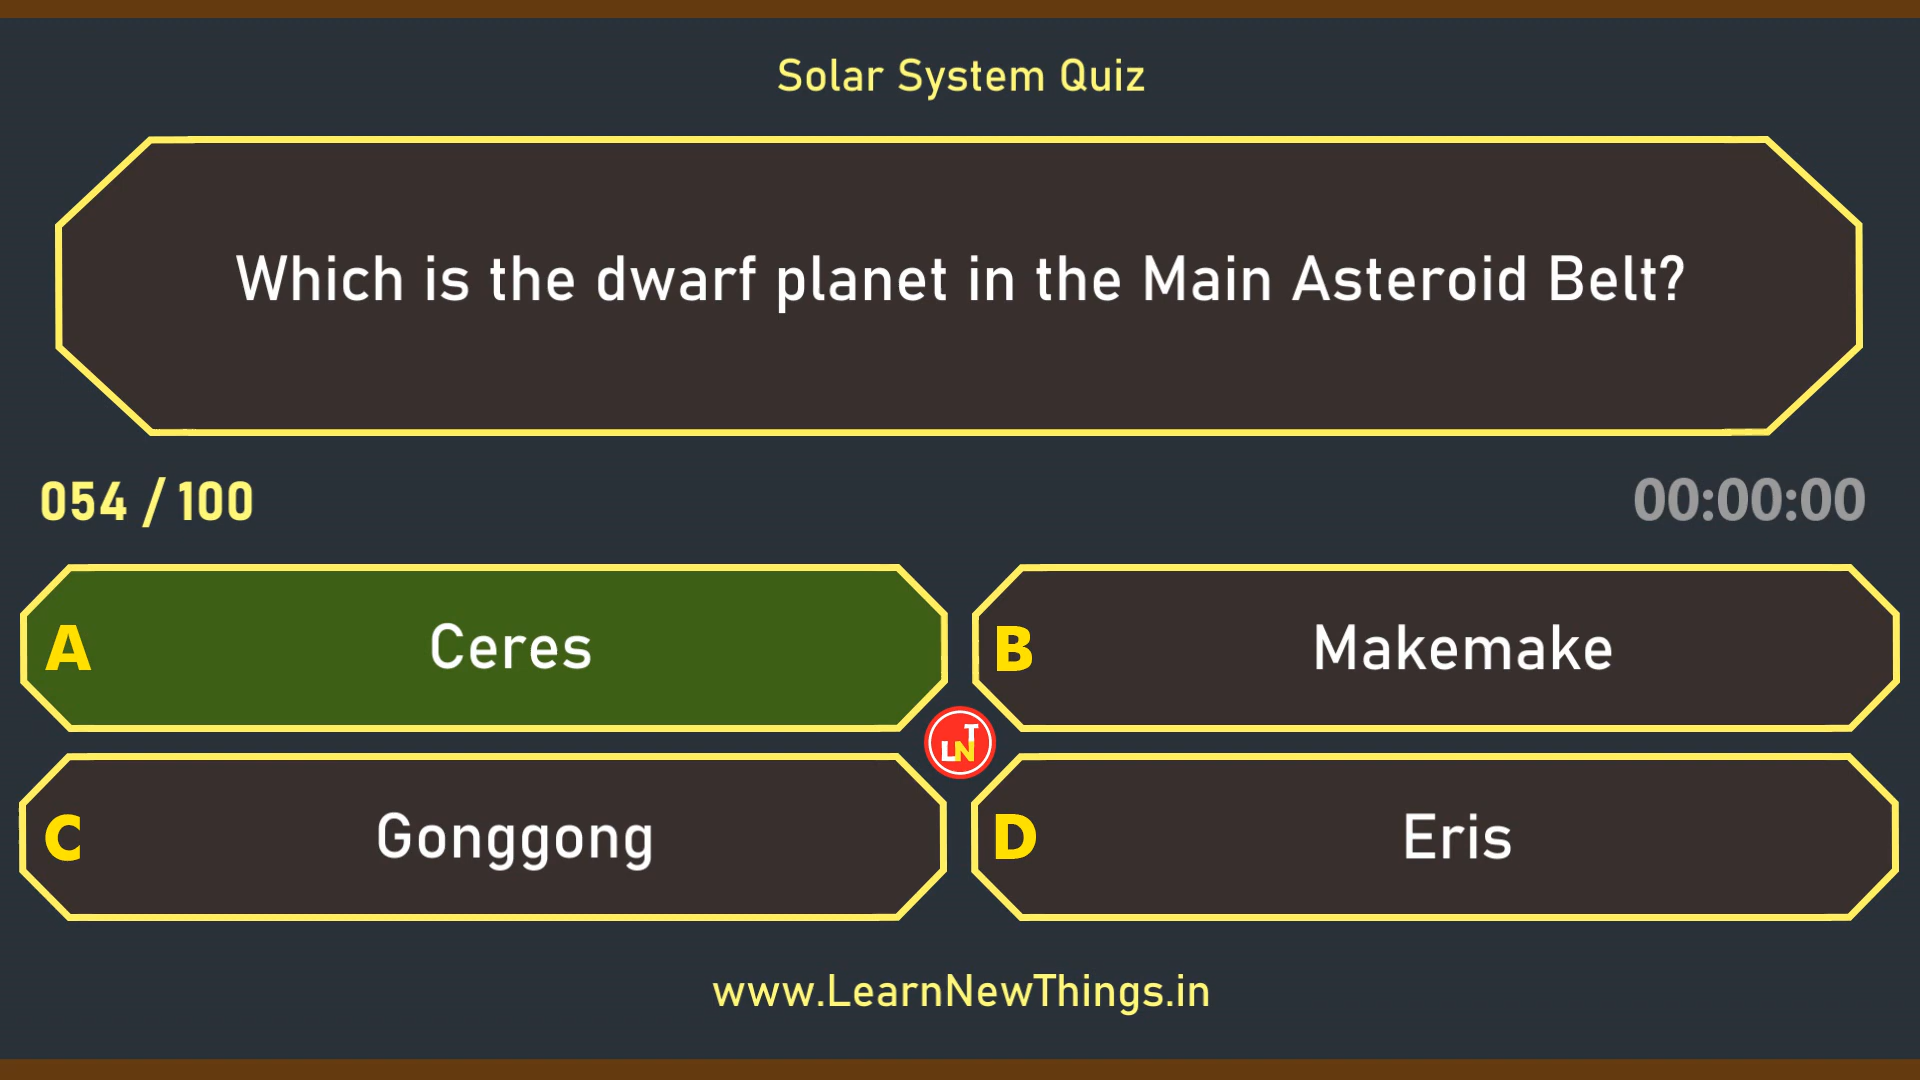 Solar System Quiz
Which is the dwarf planet in the Main Asteroid Belt?
054 / 100
00:00:00
A Ceres
B Makemake
LNT
C Gonggong
D Eris
www.LearnNewThings.in